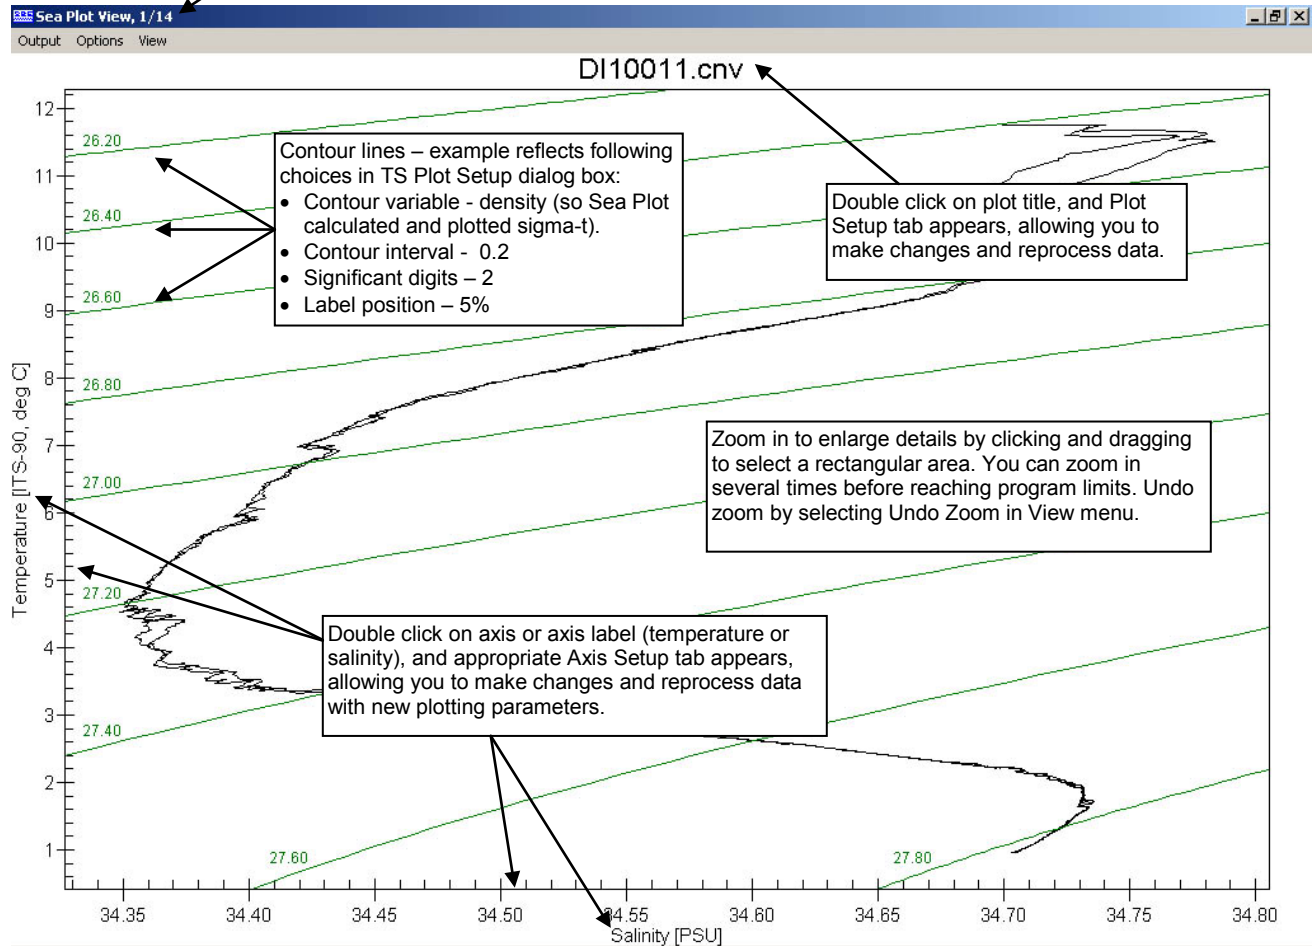 Sea Plot View, 1/14
Output Options View
DI10011.cnv
12
11
10
9
8
7
6
5
4
3
2
1
Temperature [ITS-90, deg C]
26.20
26.40
26.60
26.80
27.00
27.20
27.40
27.60
27.80
Contour lines – example reflects following
choices in TS Plot Setup dialog box:
• Contour variable - density (so Sea Plot
calculated and plotted sigma-t).
• Contour interval - 0.2
• Significant digits – 2
• Label position – 5%
Double click on plot title, and Plot
Setup tab appears, allowing you to
make changes and reprocess data.
Zoom in to enlarge details by clicking and dragging
to select a rectangular area. You can zoom in
several times before reaching program limits. Undo
zoom by selecting Undo Zoom in View menu.
Double click on axis or axis label (temperature or
salinity), and appropriate Axis Setup tab appears,
allowing you to make changes and reprocess data
with new plotting parameters.
34.35 34.40 34.45 34.50 34.55 34.60 34.65 34.70 34.75 34.80
Salinity [PSU]